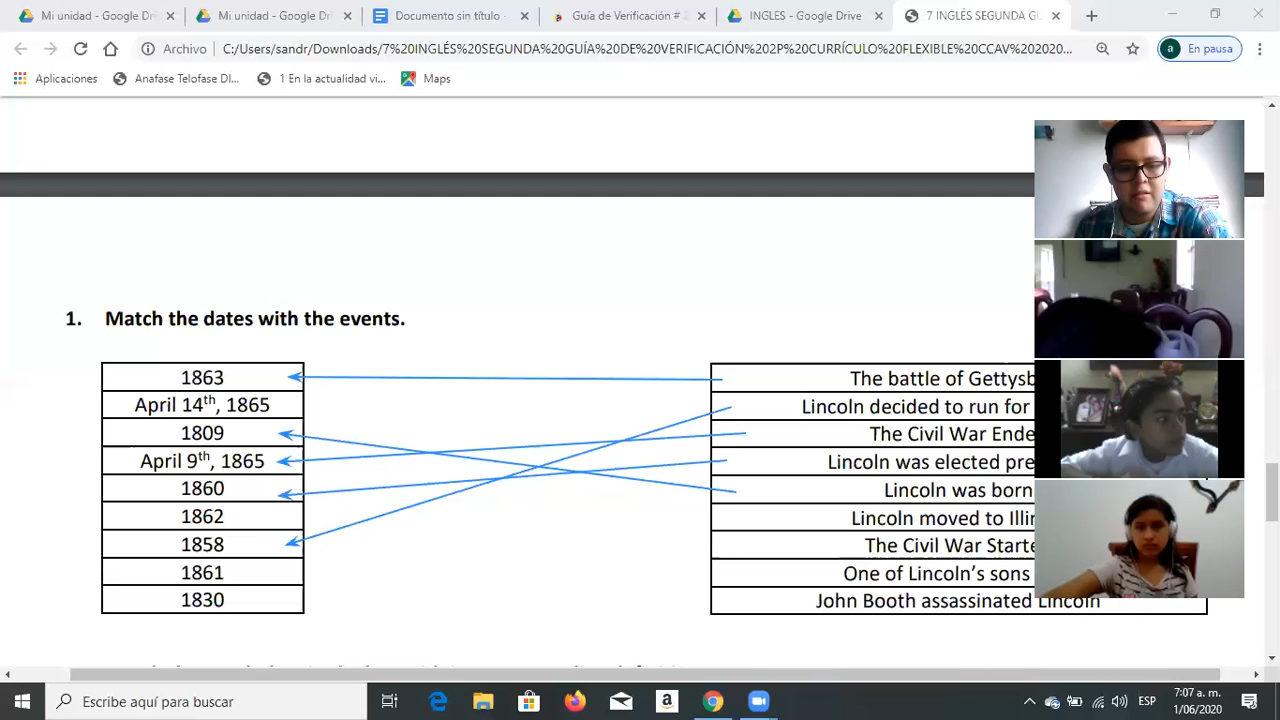 Mi unidad - Google Dri
Mi unidad - Google Dri
Documento sin título -
Guía de Verificación #
INGLES - Google Drive
7 INGLÉS SEGUNDA GU
Archivo
C:/Users/sandr/Downloads/7%20INGLÉS%20SEGUNDA%20GUÍA%20DE%20VERIFICACIÓN%202P%20CURRÍCULO%20FLEXIBLE%20CCAV%202020...
a En pausa
Aplicaciones
Anafase Telofase DI...
1 En la actualidad vi...
Maps
1. Match the dates with the events.
1863
The battle of Gettysb
April 14th, 1865
Lincoln decided to run for
1809
The Civil War Ende
April 9th, 1865
Lincoln was elected pre
1860
Lincoln was born
1862
Lincoln moved to Illin
1858
The Civil War Starte
1861
One of Lincoln's sons
1830
John Booth assassinated Lincoln
Escribe aquí para buscar
ESP
7:07 a. m.
1/06/2020